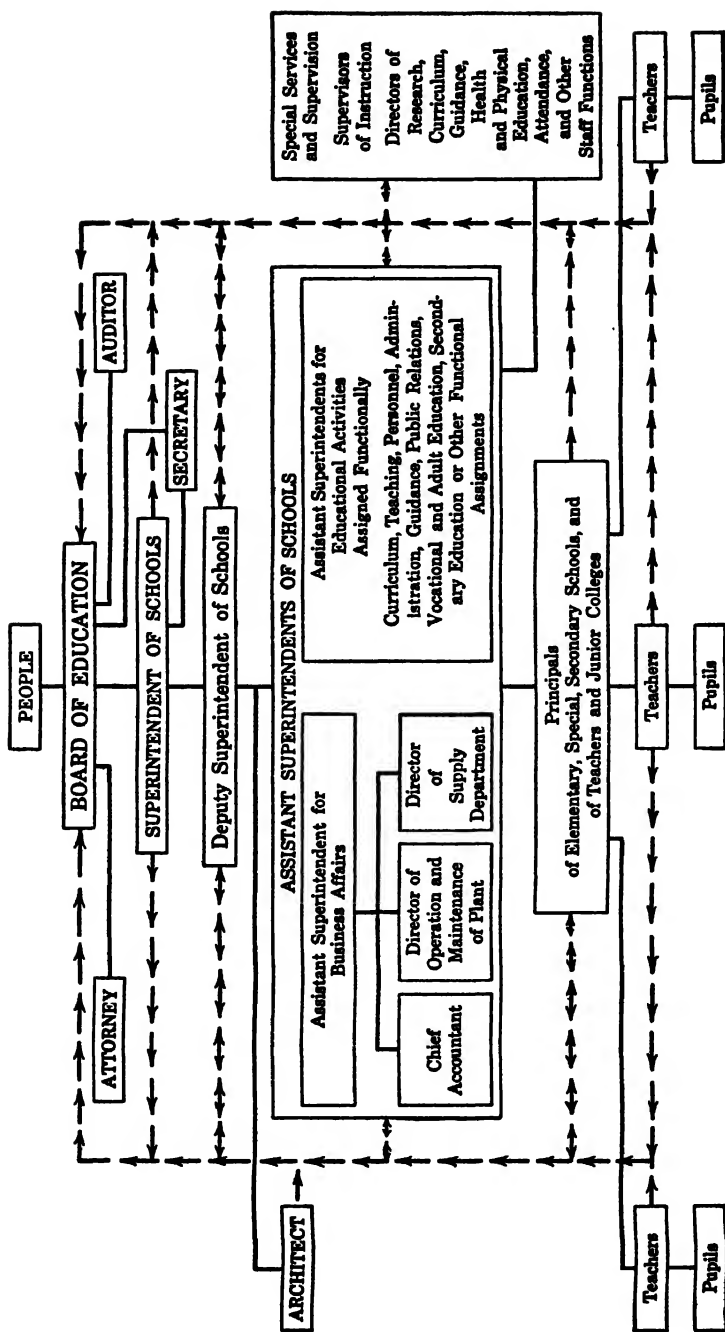 PEOPLE
BOARD OF EDUCATION
ATTORNEY
AUDITOR
SUPERINTENDENT OF SCHOOLS
SECRETARY
Deputy Superintendent of Schools
ARCHITECT
ASSISTANT SUPERINTENDENTS OF SCHOOLS
Assistant Superintendent for
Business Affairs
Chief
Accountant
Director of
Operation and
Maintenance
of Plant
Director
of
Supply
Department
Assistant Superintendents for
Educational Activities
Assigned Functionally
Curriculum, Teaching, Personnel, Admin-
istration, Guidance, Public Relations,
Vocational and Adult Education, Second-
ary Education or Other Functional
Assignments
Special Services
and Supervision
Supervisors
of Instruction
Directors of
Research,
Curriculum,
Guidance,
Health
and Physical
Education,
Attendance,
and Other
Staff Functions
Principals
of Elementary, Special, Secondary Schools, and
of Teachers and Junior Colleges
Teachers
Pupils
Teachers
Pupils
Teachers
Pupils